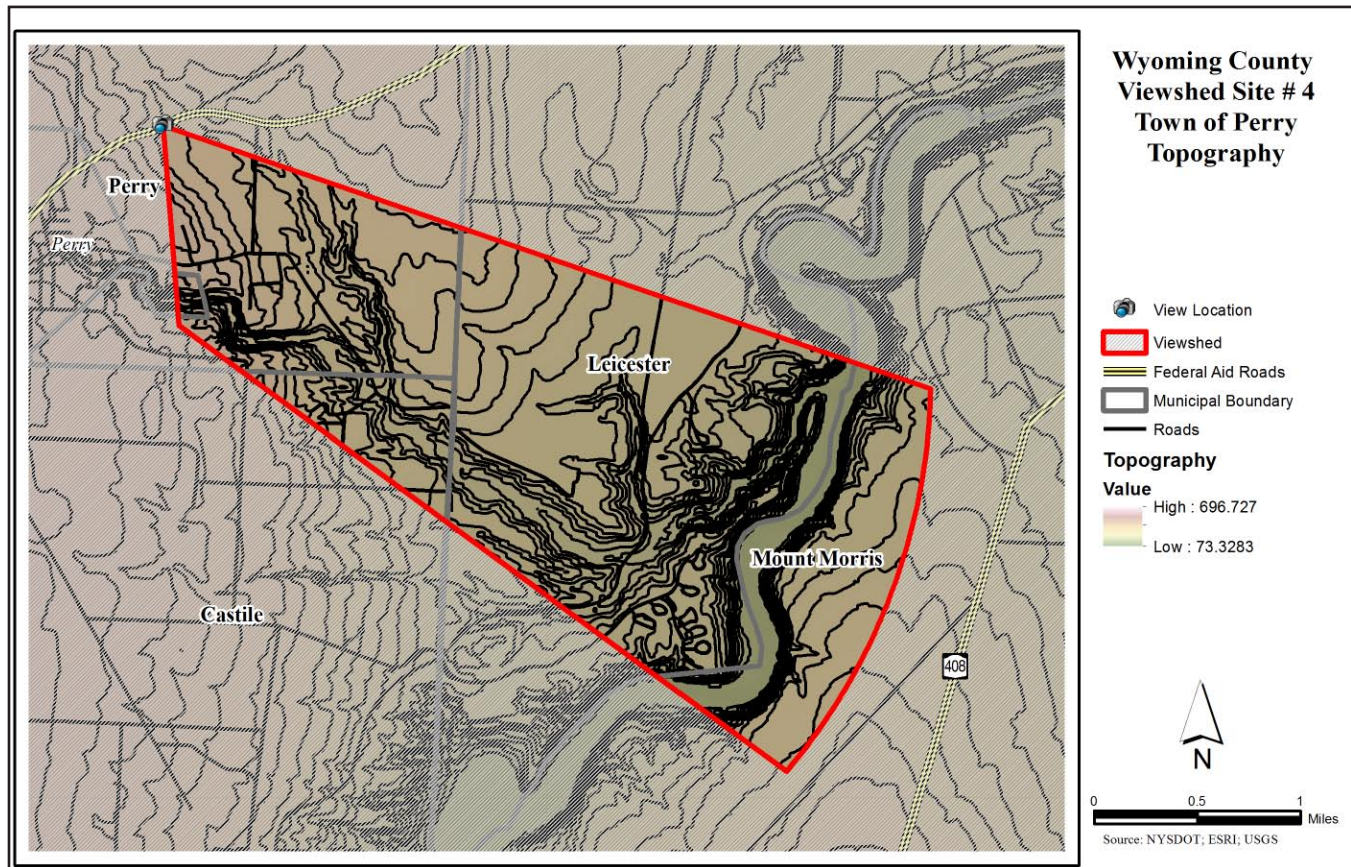 Wyoming County
Viewshed Site # 4
Town of Perry
Topography
Perry
Perry
Leicester
Mount Morris
Castile
408
View Location
Viewshed
Federal Aid Roads
Municipal Boundary
Roads
Topography
Value
High : 696.727
Low : 73.3283
N
0 0.5 1
Miles
Source: NYSDOT; ESRI; USGS